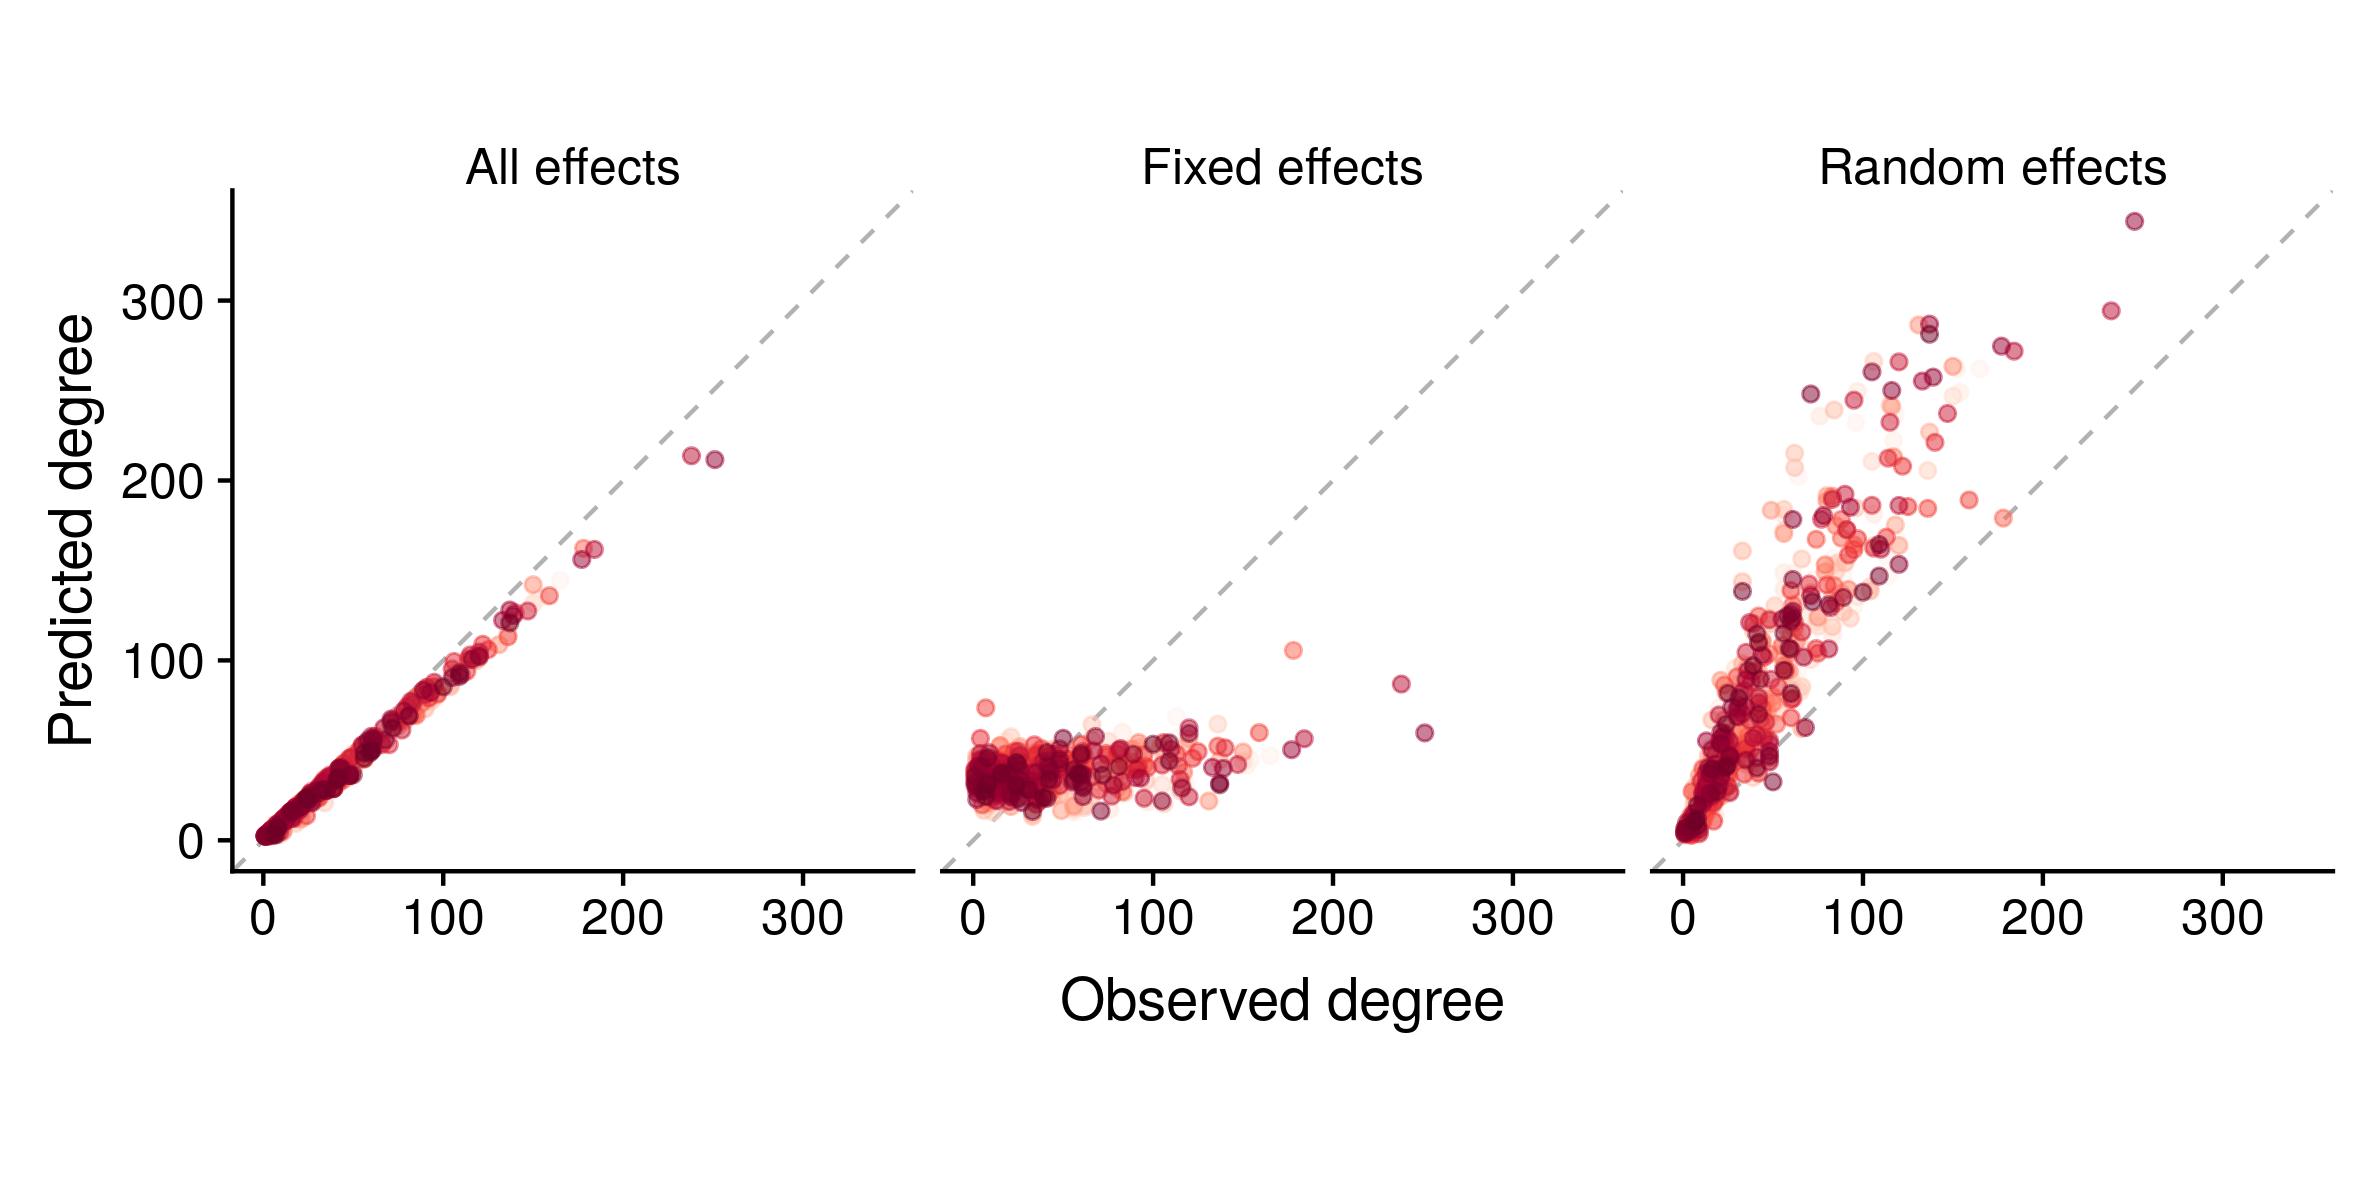 All effects Fixed effects Random effects
300
200
100
0
0 100 200 300 0 100 200 300 0 100 200 300
Predicted degree
Observed degree